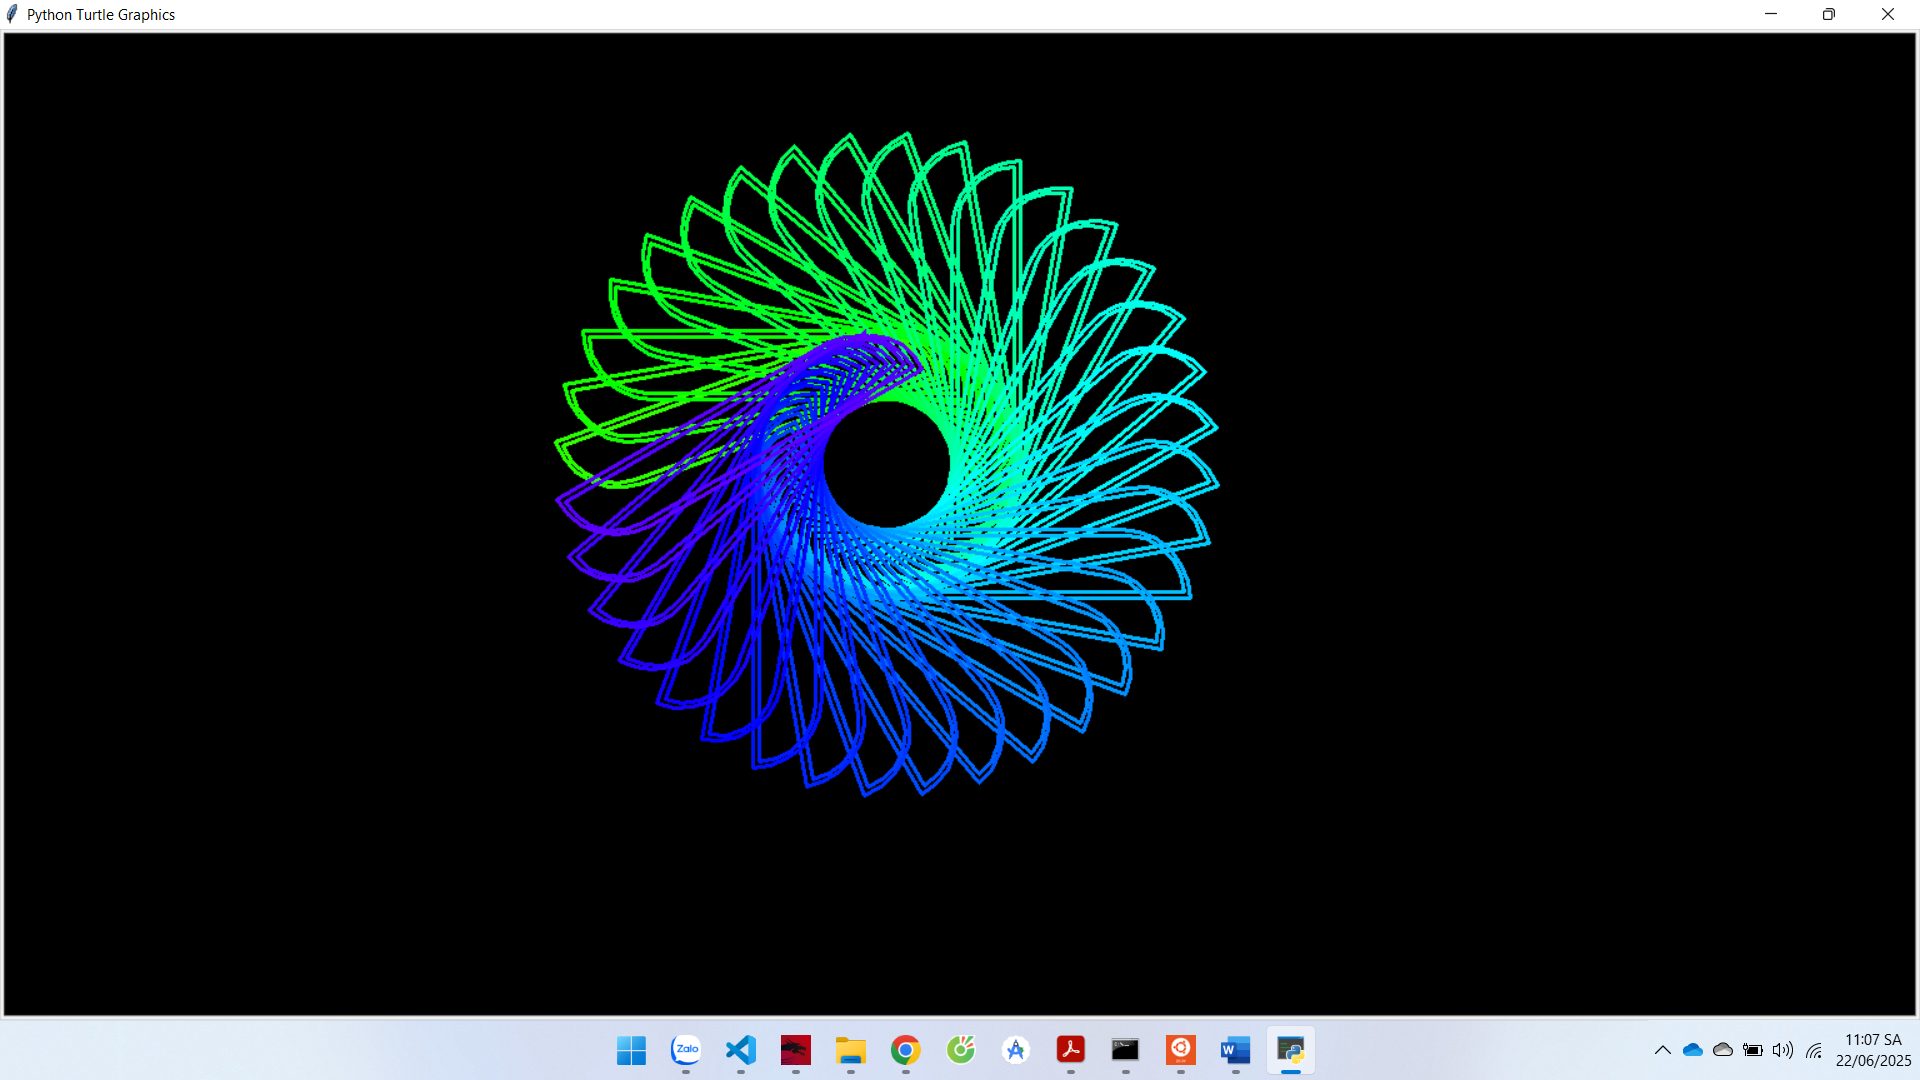 Python Turtle Graphics
Zalo
W
11:07 SA
22/06/2025